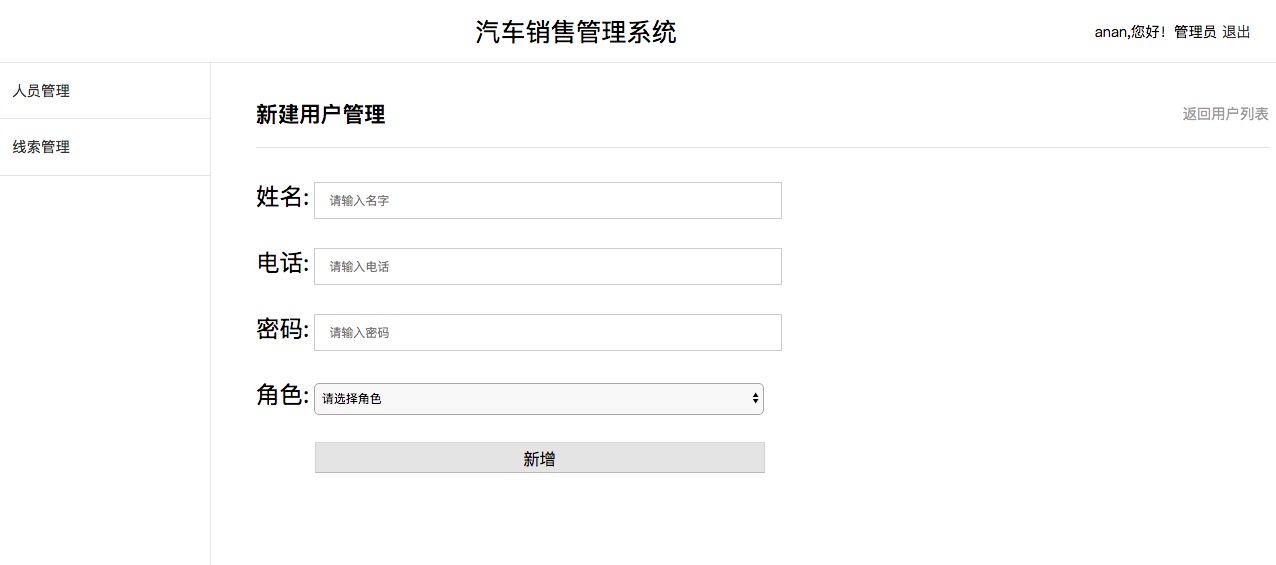 汽车销售管理系统
anan,您好！管理员 退出
人员管理
线索管理
新建用户管理
返回用户列表
姓名: 请输入名字
电话: 请输入电话
密码: 请输入密码
角色: 请选择角色
新增